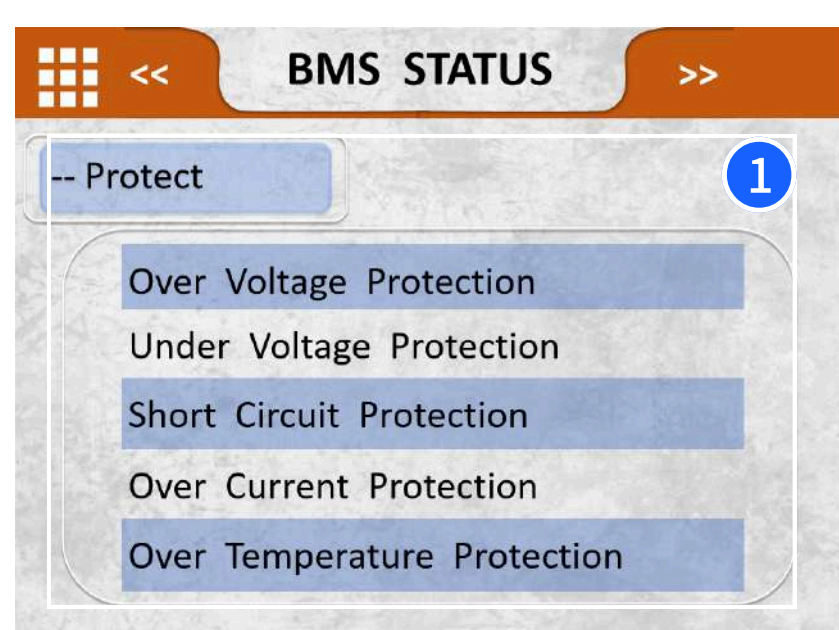 << BMS STATUS >>
-- Protect
1
Over Voltage Protection
Under Voltage Protection
Short Circuit Protection
Over Current Protection
Over Temperature Protection